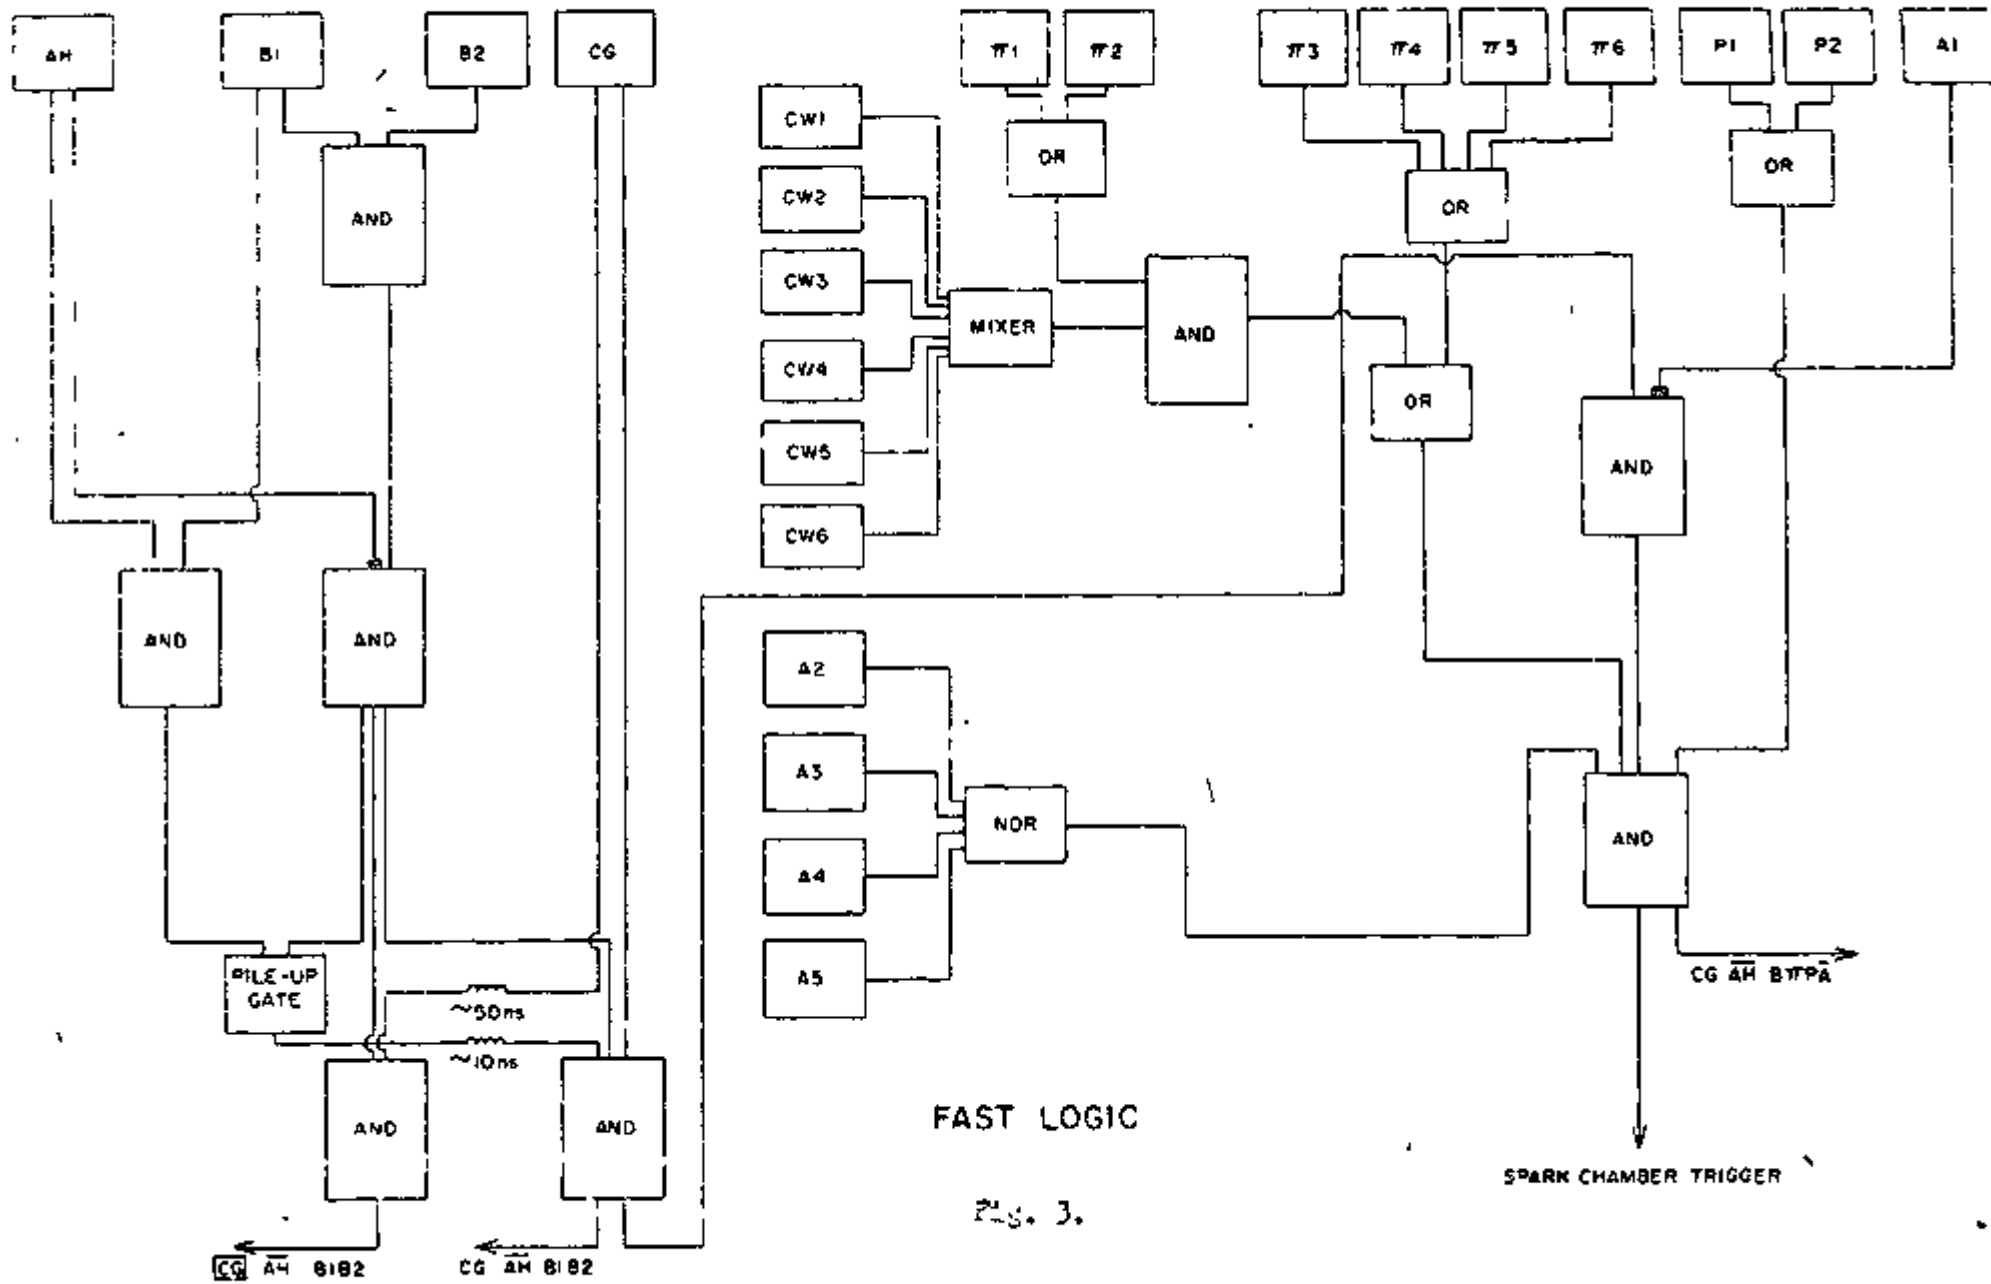 AH
B1
B2
CG
π1
π2
π3
π4
π5
π6
P1
P2
A1
CW1
CW2
CW3
CW4
CW5
CW6
OR
OR
OR
AND
MIXER
AND
OR
AND
AND
AND
A2
A3
A4
A5
NOR
AND
PILE-UP
GATE
~50ns
~10ns
AND
AND
CG AH BπPA
FAST LOGIC
SPARK CHAMBER TRIGGER
Fig. 3.
CG AH B1B2
CG AH B1B2